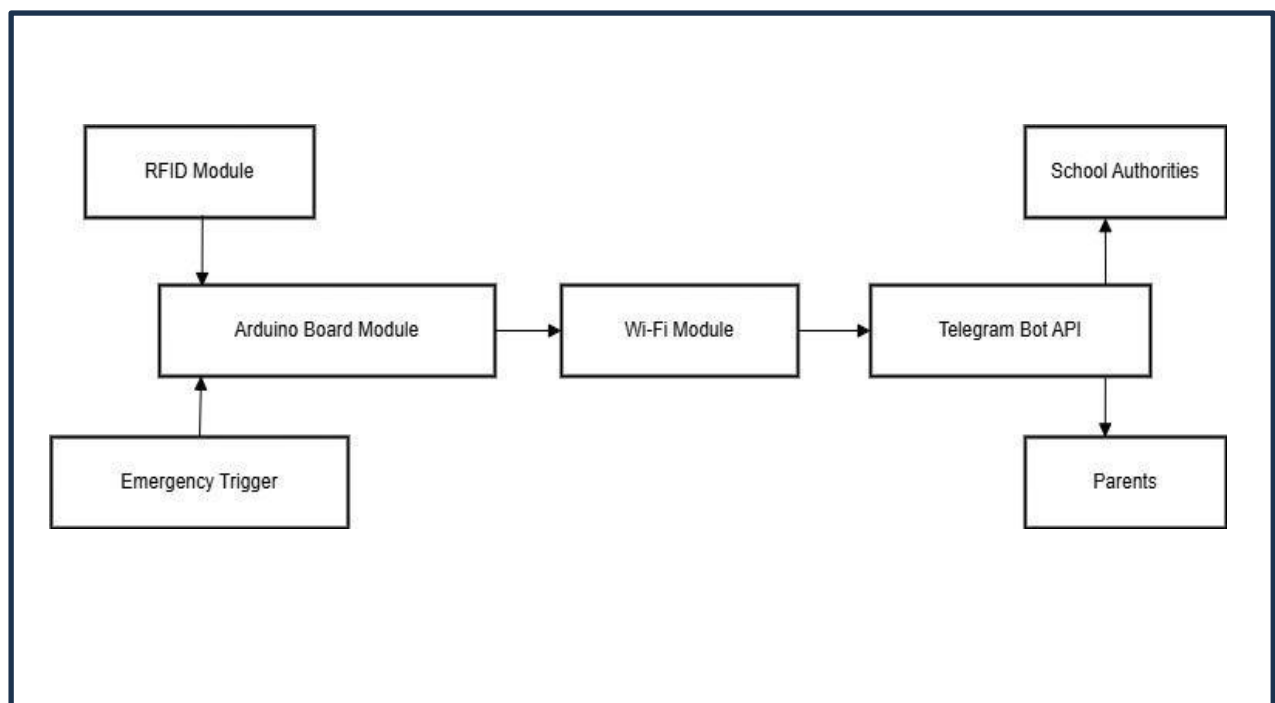 RFID Module
School Authorities
Arduino Board Module
Wi-Fi Module
Telegram Bot API
Emergency Trigger
Parents